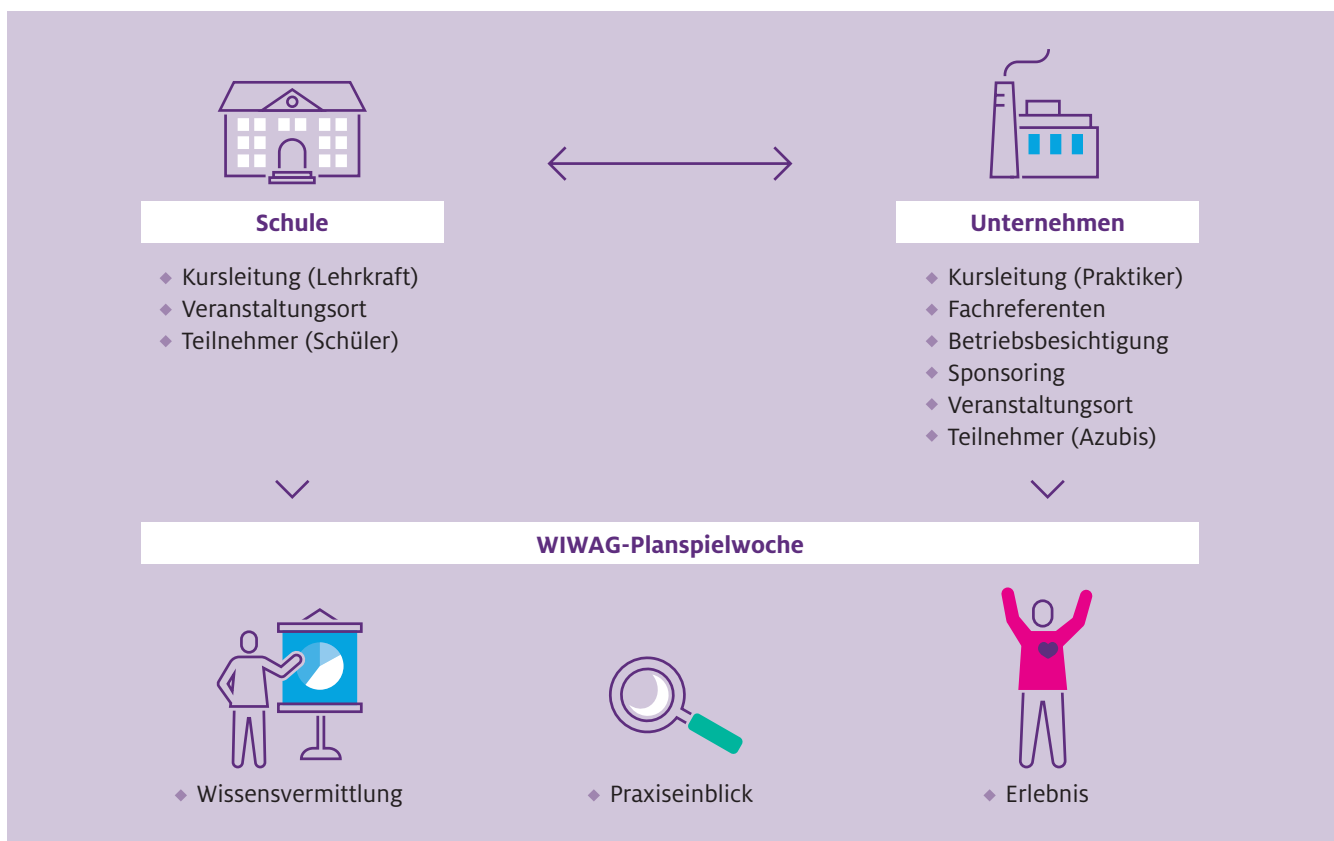 Schule
◆ Kursleitung (Lehrkraft)
◆ Veranstaltungsort
◆ Teilnehmer (Schüler)
Unternehmen
◆ Kursleitung (Praktiker)
◆ Fachreferenten
◆ Betriebsbesichtigung
◆ Sponsoring
◆ Veranstaltungsort
◆ Teilnehmer (Azubis)
WIWAG-Planspielwoche
◆ Wissensvermittlung
◆ Praxiseinblick
◆ Erlebnis